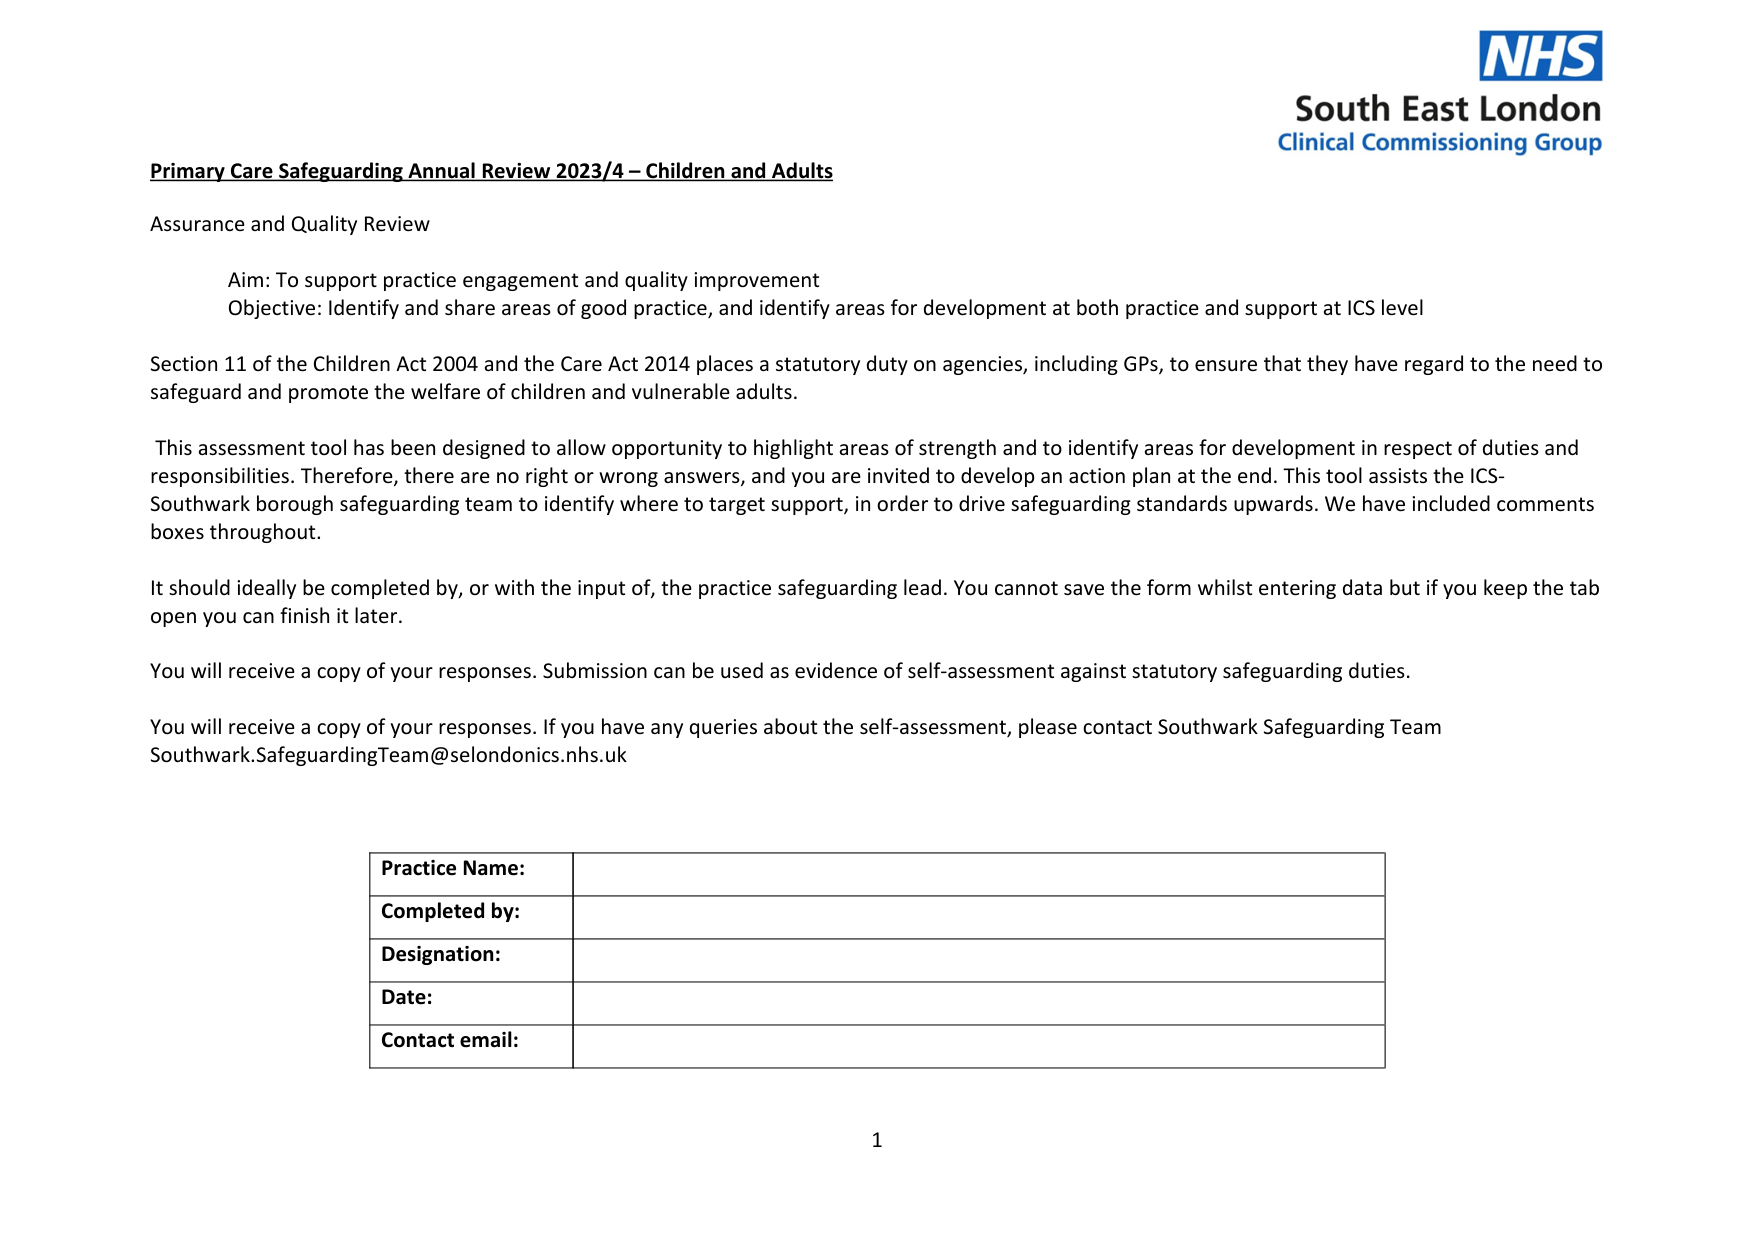 NHS
South East London
Clinical Commissioning Group
Primary Care Safeguarding Annual Review 2023/4 – Children and Adults
Assurance and Quality Review
Aim: To support practice engagement and quality improvement
Objective: Identify and share areas of good practice, and identify areas for development at both practice and support at ICS level
Section 11 of the Children Act 2004 and the Care Act 2014 places a statutory duty on agencies, including GPs, to ensure that they have regard to the need to
safeguard and promote the welfare of children and vulnerable adults.
This assessment tool has been designed to allow opportunity to highlight areas of strength and to identify areas for development in respect of duties and
responsibilities. Therefore, there are no right or wrong answers, and you are invited to develop an action plan at the end. This tool assists the ICS-
Southwark borough safeguarding team to identify where to target support, in order to drive safeguarding standards upwards. We have included comments
boxes throughout.
It should ideally be completed by, or with the input of, the practice safeguarding lead. You cannot save the form whilst entering data but if you keep the tab
open you can finish it later.
You will receive a copy of your responses. Submission can be used as evidence of self-assessment against statutory safeguarding duties.
You will receive a copy of your responses. If you have any queries about the self-assessment, please contact Southwark Safeguarding Team
Southwark.SafeguardingTeam@selondonics.nhs.uk
Practice Name:
Completed by:
Designation:
Date:
Contact email:
1